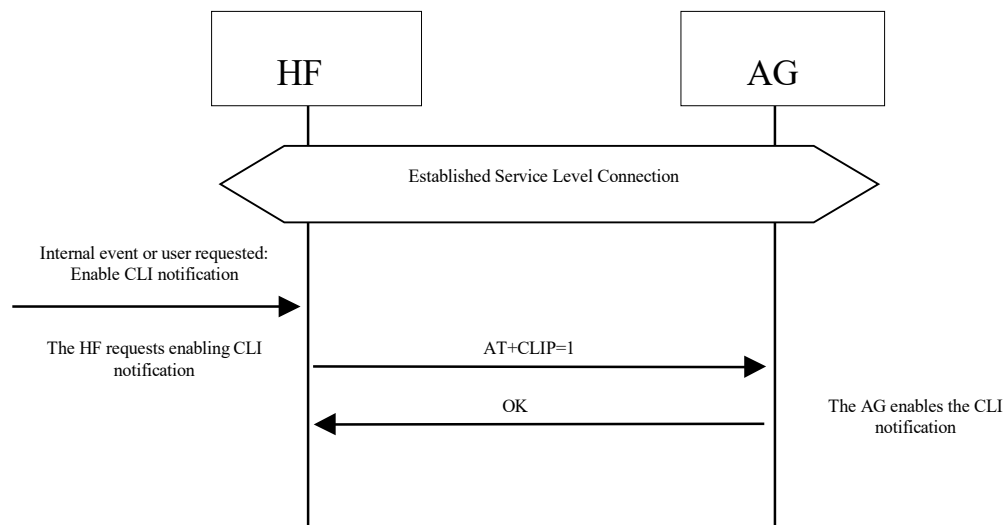 HF
AG
Established Service Level Connection
Internal event or user requested:
Enable CLI notification
The HF requests enabling CLI
notification
AT+CLIP=1
OK
The AG enables the CLI
notification